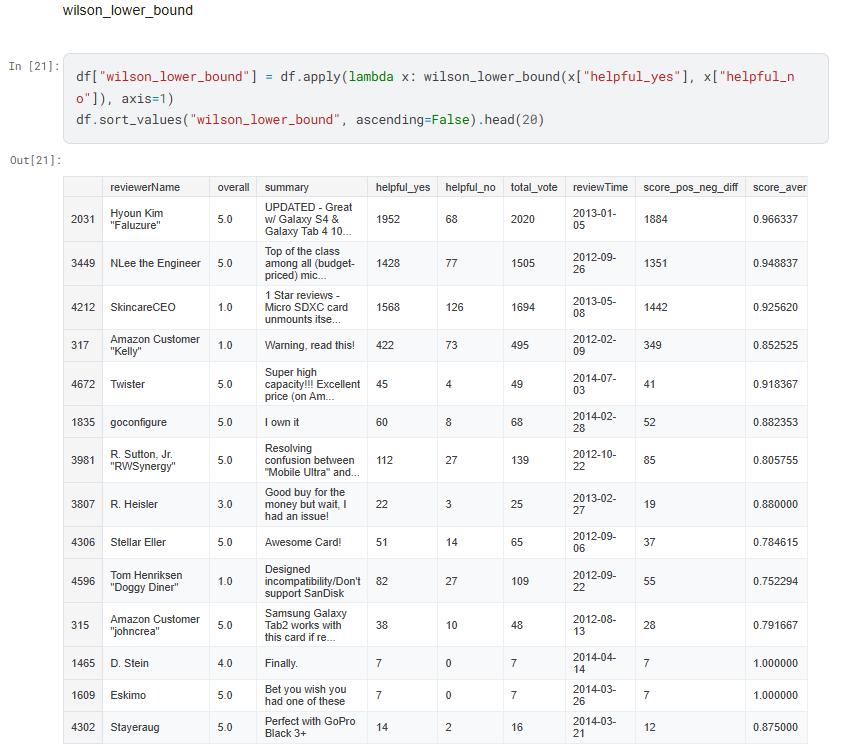 wilson_lower_bound
In [21]:
df["wilson_lower_bound"] = df.apply(lambda x: wilson_lower_bound(x["helpful_yes"], x["helpful_n
o"]), axis=1)
df.sort_values("wilson_lower_bound", ascending=False).head(20)
Out[21]:
reviewerName overall summary helpful_yes helpful_no total_vote reviewTime score_pos_neg_diff score_aver
2031 Hyoun Kim "Faluzure" 5.0 UPDATED - Great w/ Galaxy S4 & Galaxy Tab 4 10... 1952 68 2020 2013-01-05 1884 0.966337
3449 NLee the Engineer 5.0 Top of the class among all (budget-priced) mic... 1428 77 1505 2012-09-26 1351 0.948837
4212 SkincareCEO 1.0 1 Star reviews - Micro SDXC card unmounts itse... 1568 126 1694 2013-05-08 1442 0.925620
317 Amazon Customer "Kelly" 1.0 Warning, read this! 422 73 495 2012-02-09 349 0.852525
4672 Twister 5.0 Super high capacity!!! Excellent price (on Am... 45 4 49 2014-07-03 41 0.918367
1835 goconfigure 5.0 I own it 60 8 68 2014-02-28 52 0.882353
3981 R. Sutton, Jr. "RWSynergy" 5.0 Resolving confusion between "Mobile Ultra" and... 112 27 139 2012-10-22 85 0.805755
3807 R. Heisler 3.0 Good buy for the money but wait, I had an issue! 22 3 25 2013-02-27 19 0.880000
4306 Stellar Eller 5.0 Awesome Card! 51 14 65 2012-09-06 37 0.784615
4596 Tom Henriksen "Doggy Diner" 1.0 Designed incompatibility/Don't support SanDisk 82 27 109 2012-09-22 55 0.752294
315 Amazon Customer "johncrea" 5.0 Samsung Galaxy Tab2 works with this card if re... 38 10 48 2012-08-13 28 0.791667
1465 D. Stein 4.0 Finally. 7 0 7 2014-04-14 7 1.000000
1609 Eskimo 5.0 Bet you wish you had one of these 7 0 7 2014-03-26 7 1.000000
4302 Stayeraug 5.0 Perfect with GoPro Black 3+ 14 2 16 2014-03-21 12 0.875000